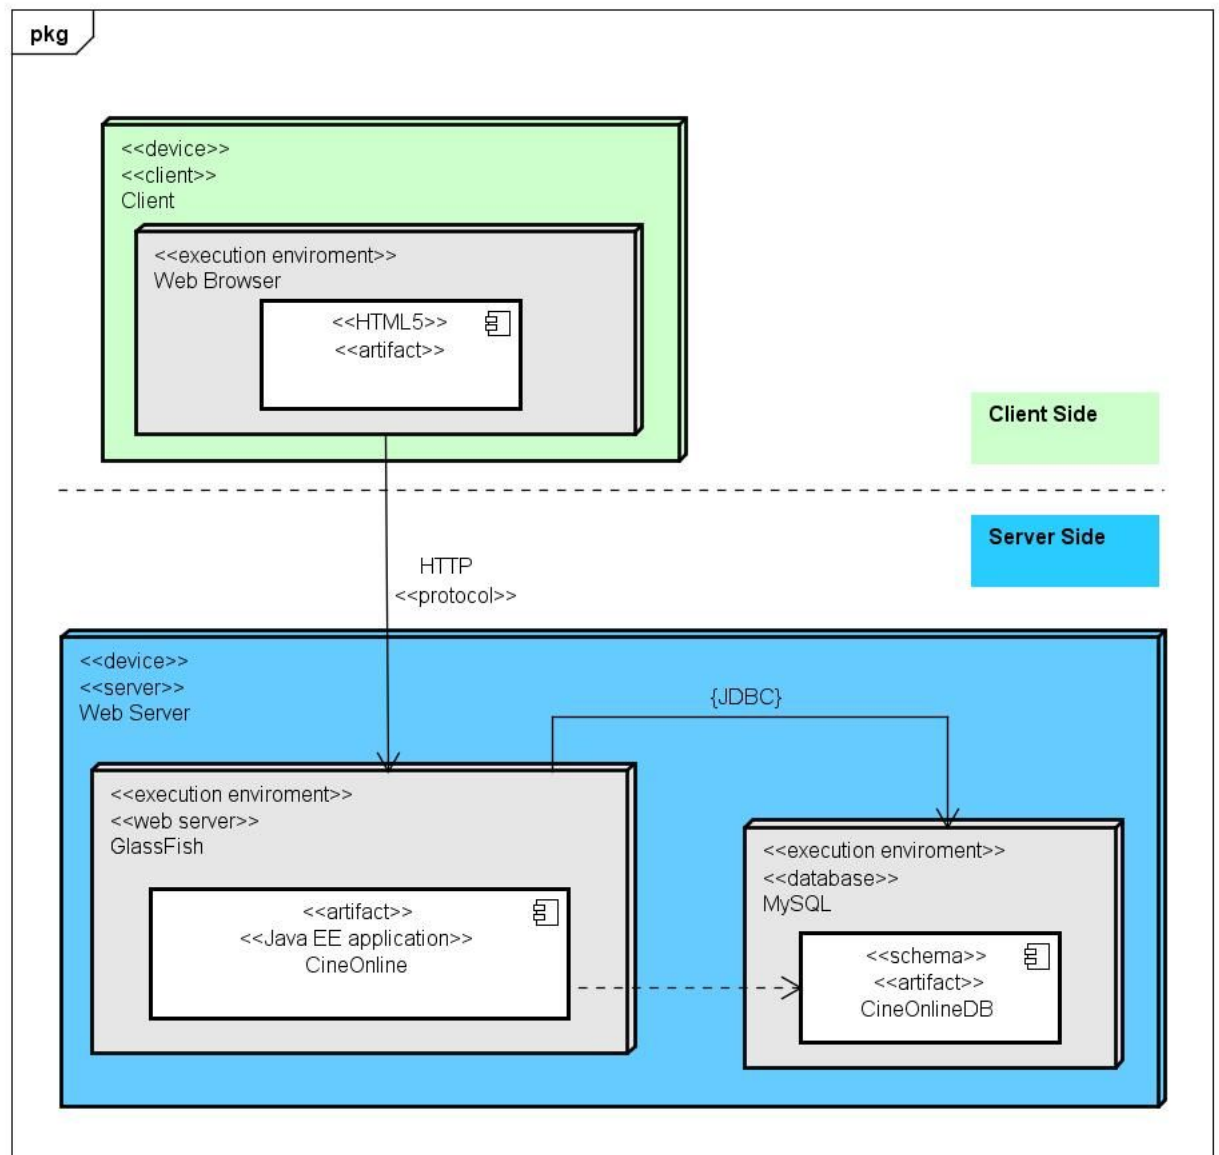 pkg
<<device>>
<<client>>
Client
<<execution enviroment>>
Web Browser
<<HTML5>>
<<artifact>>
Client Side
Server Side
HTTP
<<protocol>>
<<device>>
<<server>>
Web Server
{JDBC}
<<execution enviroment>>
<<web server>>
GlassFish
<<artifact>>
<<Java EE application>>
CineOnline
<<execution enviroment>>
<<database>>
MySQL
<<schema>>
<<artifact>>
CineOnlineDB